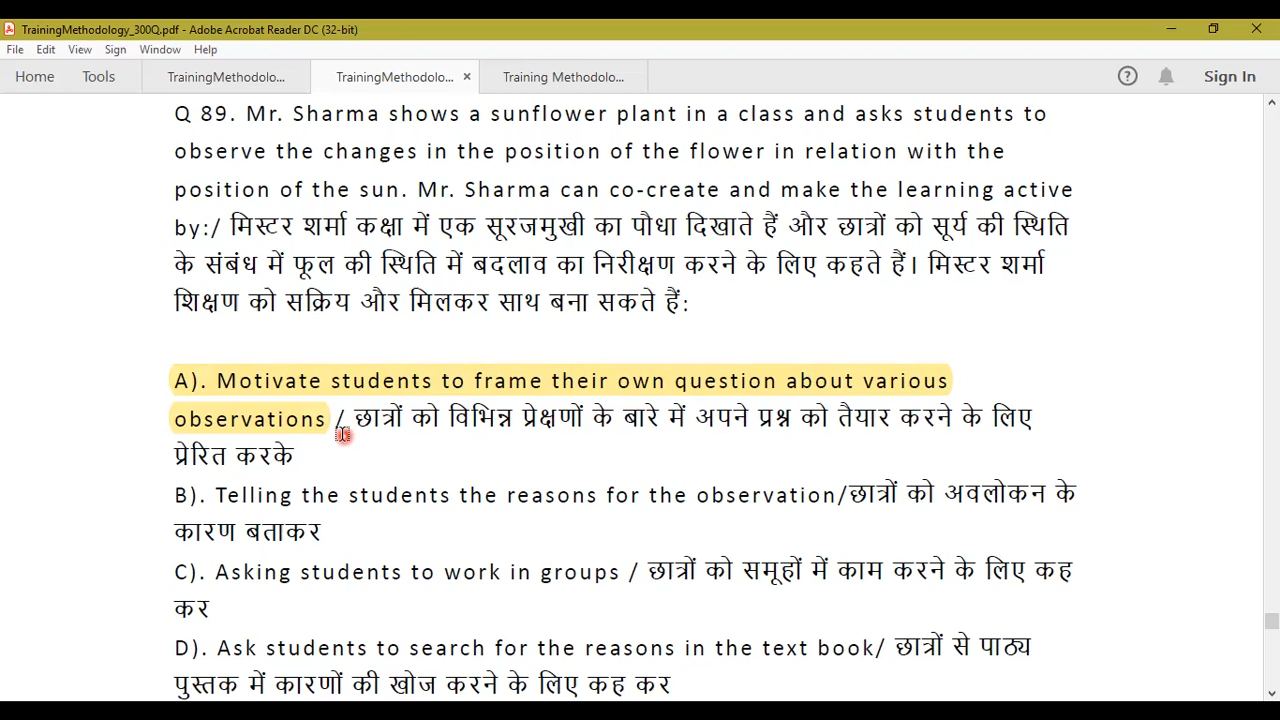 TrainingMethodology_300Q.pdf - Adobe Acrobat Reader DC (32-bit)
File Edit View Sign Window Help
Home Tools TrainingMethodolo... TrainingMethodolo... × Training Methodolo... ? Sign In
Q 89. Mr. Sharma shows a sunflower plant in a class and asks students to
observe the changes in the position of the flower in relation with the
position of the sun. Mr. Sharma can co-create and make the learning active
by:/ मिस्टर शर्मा कक्षा में एक सूरजमुखी का पौधा दिखाते हैं और छात्रों को सूर्य की स्थिति
के संबंध में फूल की स्थिति में बदलाव का निरीक्षण करने के लिए कहते हैं। मिस्टर शर्मा
शिक्षण को सक्रिय और मिलकर साथ बना सकते हैं:
A). Motivate students to frame their own question about various
observations / छात्रों को विभिन्न प्रेक्षणों के बारे में अपने प्रश्न को तैयार करने के लिए
प्रेरित करके
B). Telling the students the reasons for the observation/छात्रों को अवलोकन के
कारण बताकर
C). Asking students to work in groups / छात्रों को समूहों में काम करने के लिए कह
कर
D). Ask students to search for the reasons in the text book/ छात्रों से पाठ्य
पुस्तक में कारणों की खोज करने के लिए कह कर